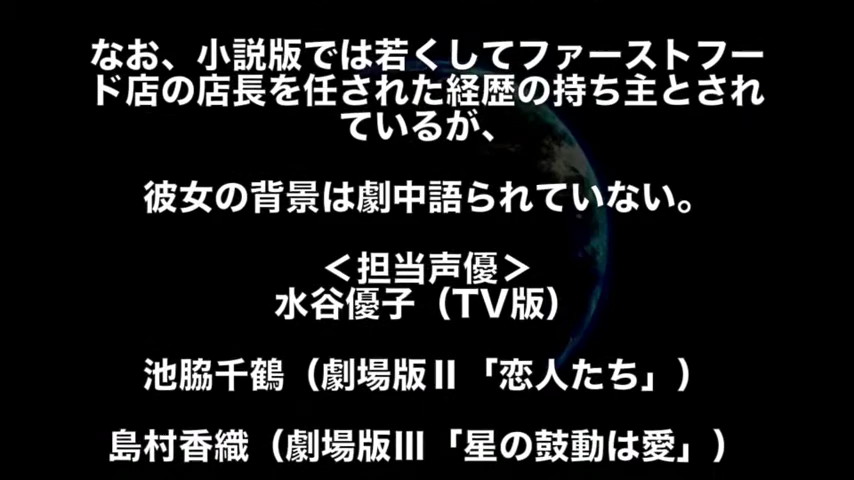 なお、小説版では若くしてファーストフー
ド店の店長を任された経歴の持ち主とされ
ているが、
彼女の背景は劇中語られていない。
＜担当声優＞
水谷優子（TV版）
池脇千鶴（劇場版Ⅱ「恋人たち」）
島村香織（劇場版Ⅲ「星の鼓動は愛」）